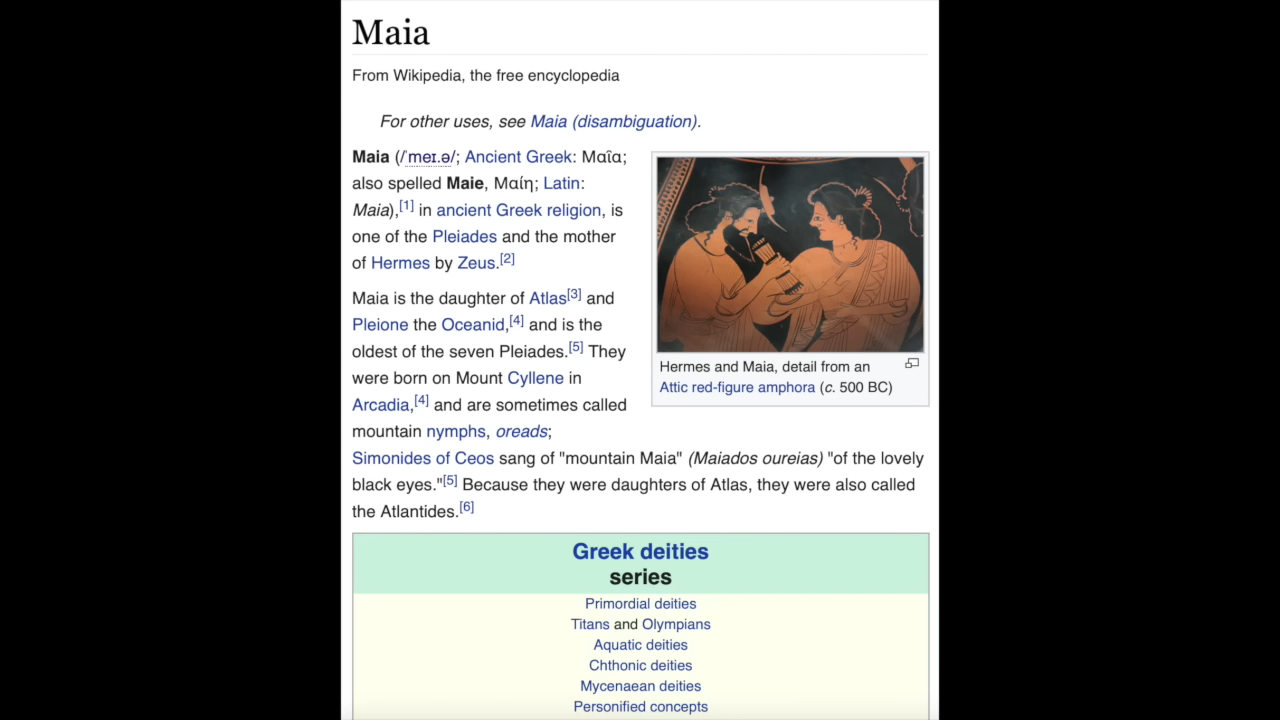 Maia
From Wikipedia, the free encyclopedia
For other uses, see Maia (disambiguation).
Maia (/ˈmeɪ.ə/; Ancient Greek: Μαῖα;
also spelled Maie, Μαίη; Latin:
Maia),[1] in ancient Greek religion, is
one of the Pleiades and the mother
of Hermes by Zeus.[2]
Maia is the daughter of Atlas[3] and
Pleione the Oceanid,[4] and is the
oldest of the seven Pleiades.[5] They
were born on Mount Cyllene in
Arcadia,[4] and are sometimes called
mountain nymphs, oreads;
Simonides of Ceos sang of "mountain Maia" (Maiados oureias) "of the lovely
black eyes."[5] Because they were daughters of Atlas, they were also called
the Atlantides.[6]
Hermes and Maia, detail from an
Attic red-figure amphora (c. 500 BC)
Greek deities
series
Primordial deities
Titans and Olympians
Aquatic deities
Chthonic deities
Mycenaean deities
Personified concepts